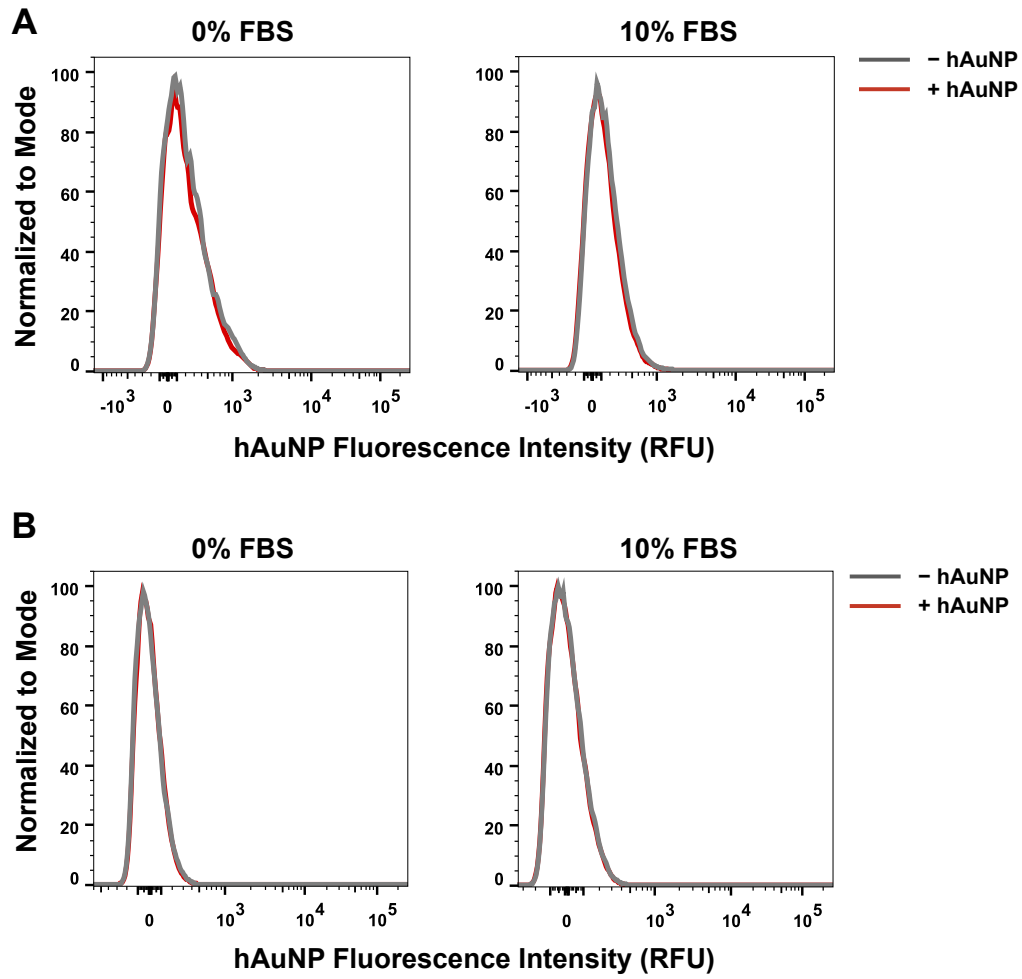 A
0% FBS
10% FBS
− hAuNP
+ hAuNP
Normalized to Mode
100
80
60
40
20
0
-10³ 0 10³ 10⁴ 10⁵
100
80
60
40
20
0
-10³ 0 10³ 10⁴ 10⁵
hAuNP Fluorescence Intensity (RFU)
B
0% FBS
10% FBS
− hAuNP
+ hAuNP
Normalized to Mode
100
80
60
40
20
0
0 10³ 10⁴ 10⁵
100
80
60
40
20
0
0 10³ 10⁴ 10⁵
hAuNP Fluorescence Intensity (RFU)